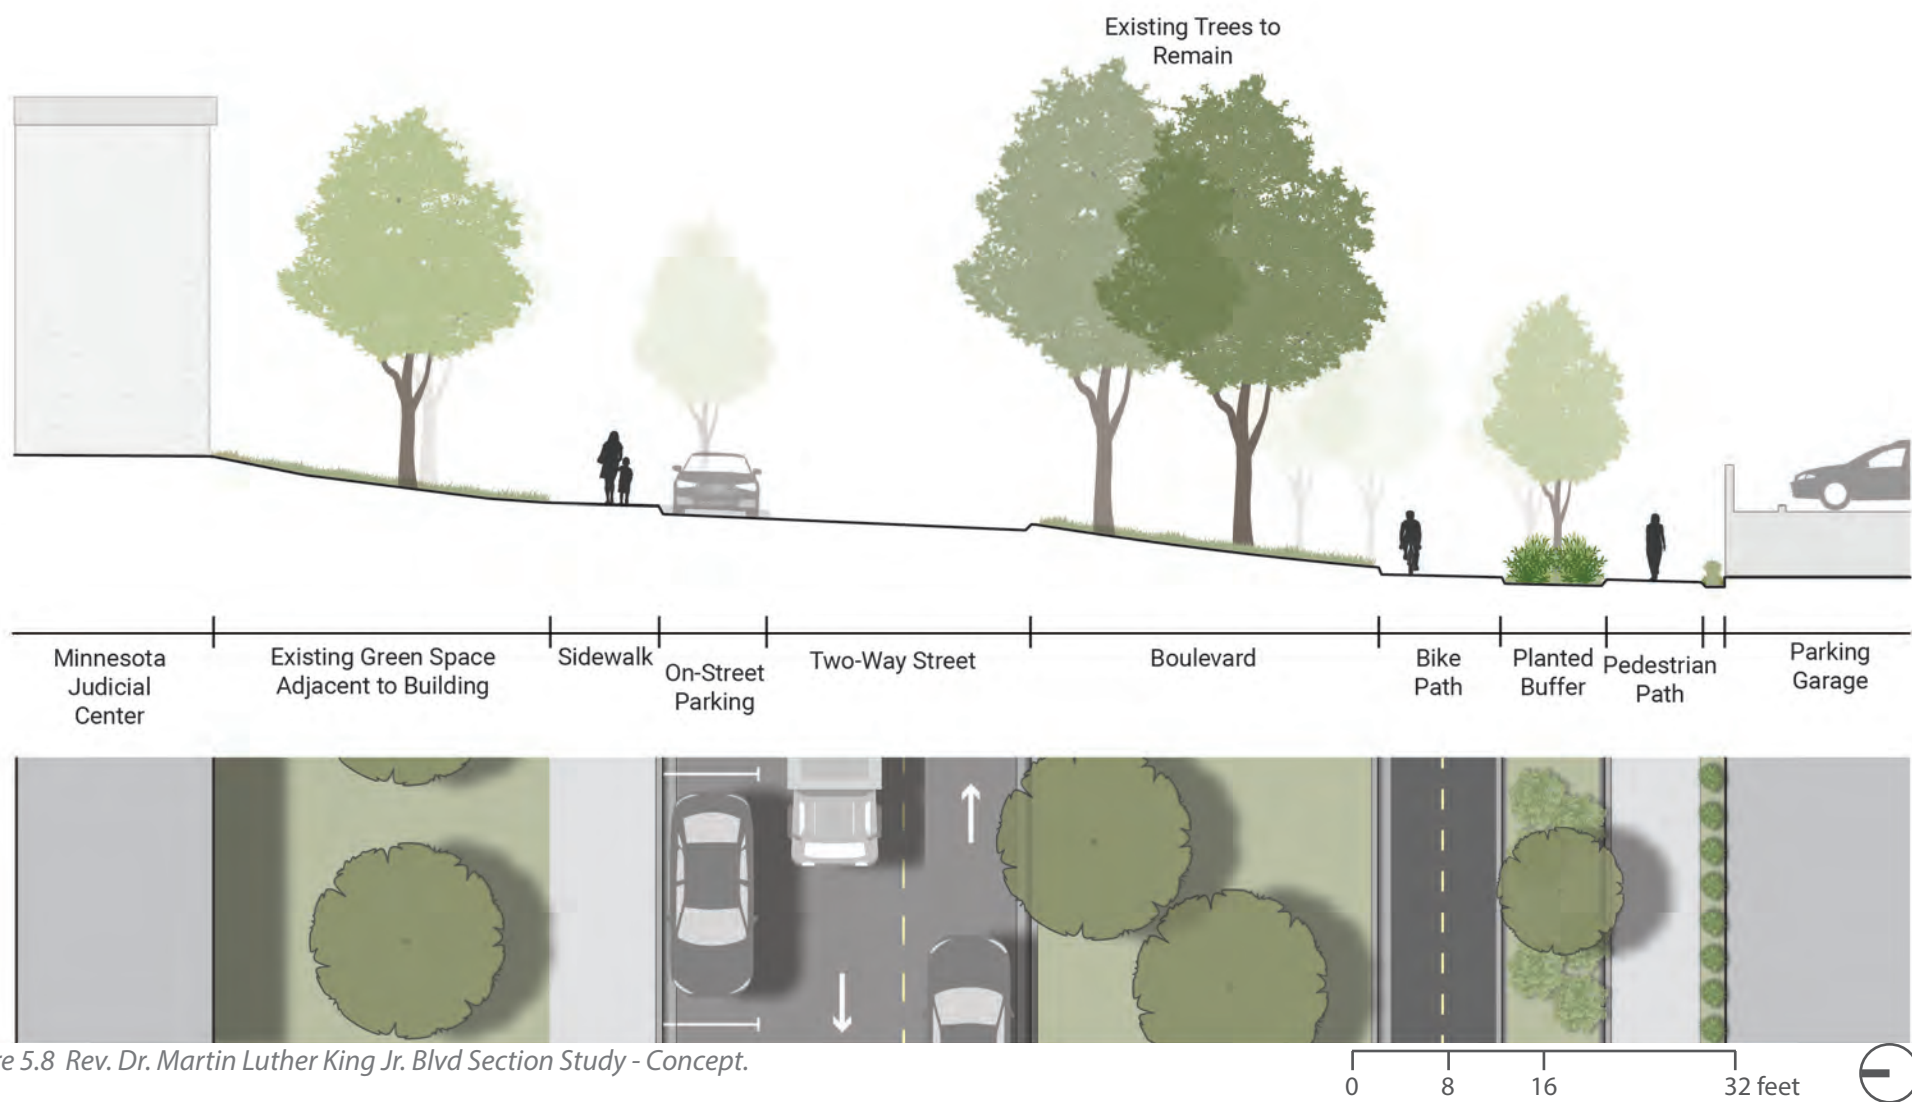 Existing Trees to
Remain
Minnesota
Judicial
Center
Existing Green Space
Adjacent to Building
Sidewalk
On-Street
Parking
Two-Way Street
Boulevard
Bike
Path
Planted
Buffer
Pedestrian
Path
Parking
Garage
5.8 Rev. Dr. Martin Luther King Jr. Blvd Section Study - Concept.
0 8 16 32 feet